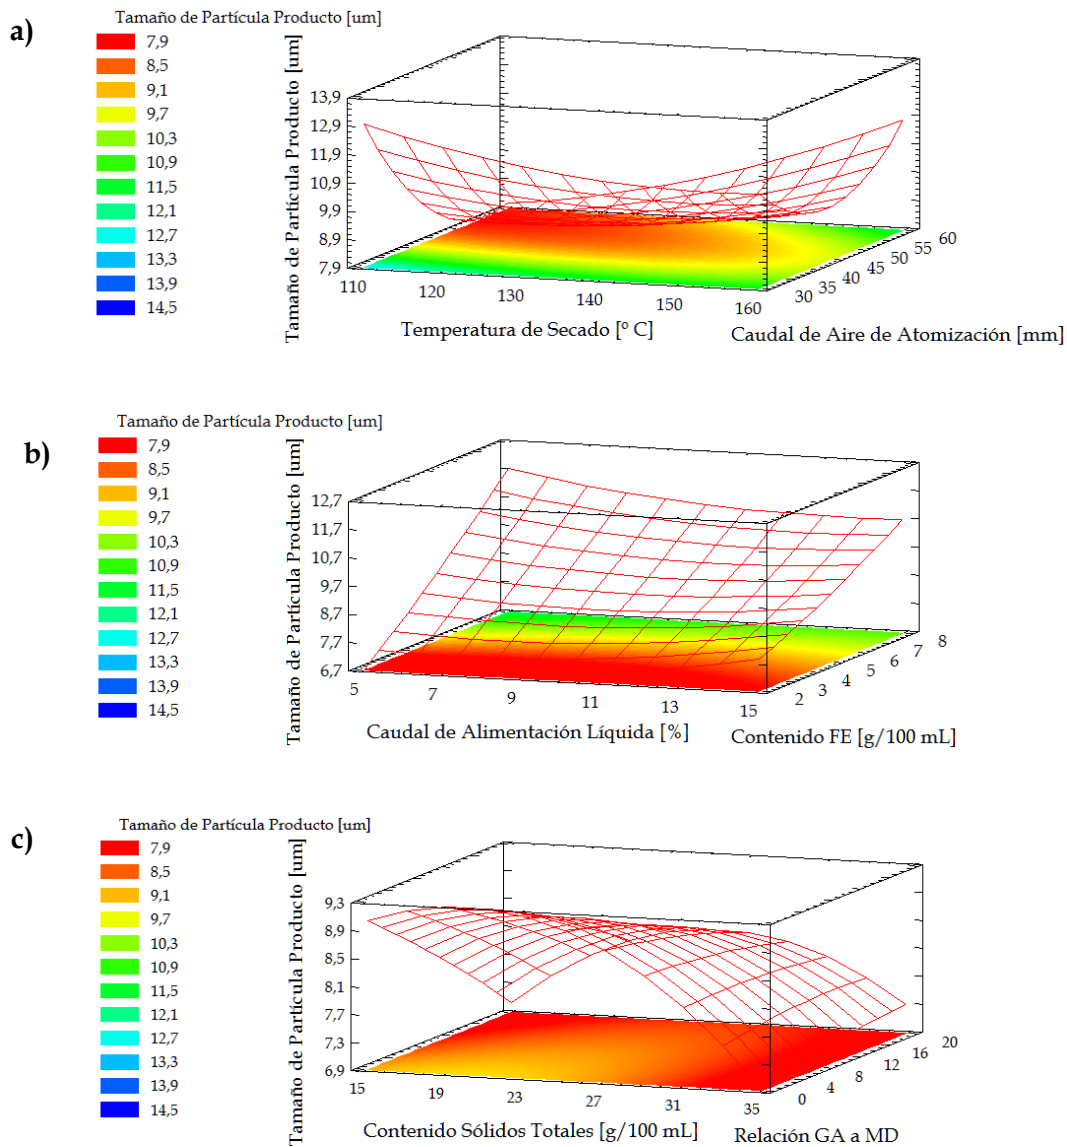 a)
Tamaño de Partícula Producto [um]
7,9
8,5
9,1
9,7
10,3
10,9
11,5
12,1
12,7
13,3
13,9
14,5
Tamaño de Partícula Producto [um]
13,9
12,9
11,9
10,9
9,9
8,9
7,9
110 120 130 140 150 160
Temperatura de Secado [º C]
30 35 40 45 50 55 60
Caudal de Aire de Atomización [mm]
b)
Tamaño de Partícula Producto [um]
7,9
8,5
9,1
9,7
10,3
10,9
11,5
12,1
12,7
13,3
13,9
14,5
Tamaño de Partícula Producto [um]
12,7
11,7
10,7
9,7
8,7
7,7
6,7
5 7 9 11 13 15
Caudal de Alimentación Líquida [%]
2 3 4 5 6 7 8
Contenido FE [g/100 mL]
c)
Tamaño de Partícula Producto [um]
7,9
8,5
9,1
9,7
10,3
10,9
11,5
12,1
12,7
13,3
13,9
14,5
Tamaño de Partícula Producto [um]
9,3
8,9
8,5
8,1
7,7
7,3
6,9
15 19 23 27 31 35
Contenido Sólidos Totales [g/100 mL]
0 4 8 12 16 20
Relación GA a MD